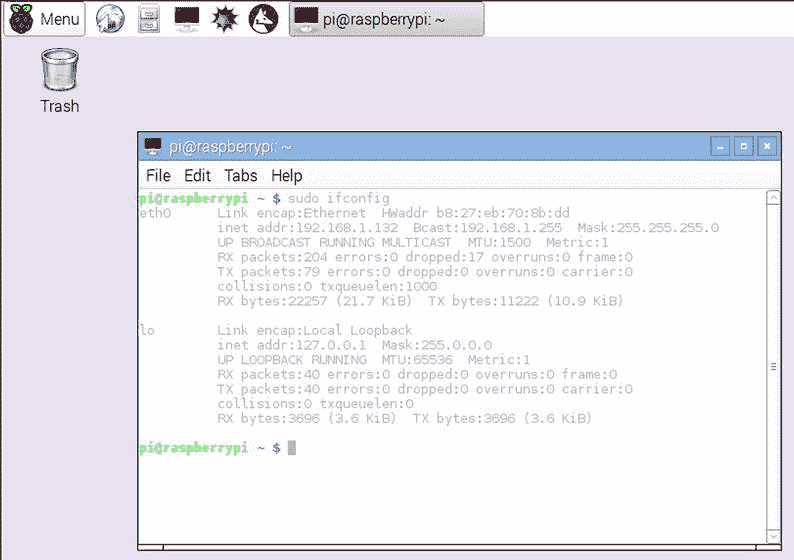 Menu
pi@raspberrypi: ~
Trash
pi@raspberrypi: ~
File Edit Tabs Help
pi@raspberrypi ~ $ sudo ifconfig
eth0 Link encap:Ethernet HWaddr b8:27:eb:70:8b:dd
inet addr:192.168.1.132 Bcast:192.168.1.255 Mask:255.255.255.0
UP BROADCAST RUNNING MULTICAST MTU:1500 Metric:1
RX packets:204 errors:0 dropped:17 overruns:0 frame:0
TX packets:79 errors:0 dropped:0 overruns:0 carrier:0
collisions:0 txqueuelen:1000
RX bytes:22257 (21.7 KiB) TX bytes:11222 (10.9 KiB)
lo Link encap:Local Loopback
inet addr:127.0.0.1 Mask:255.0.0.0
UP LOOPBACK RUNNING MTU:65536 Metric:1
RX packets:40 errors:0 dropped:0 overruns:0 frame:0
TX packets:40 errors:0 dropped:0 overruns:0 carrier:0
collisions:0 txqueuelen:0
RX bytes:3696 (3.6 KiB) TX bytes:3696 (3.6 KiB)
pi@raspberrypi ~ $